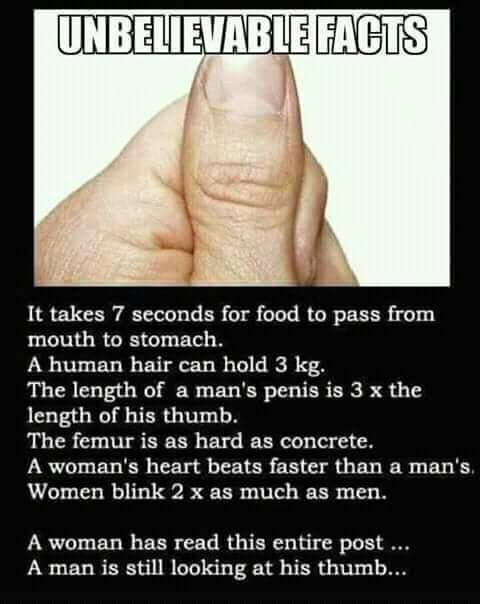 UNBELIEVABLE FACTS
It takes 7 seconds for food to pass from
mouth to stomach.
A human hair can hold 3 kg.
The length of a man's penis is 3 x the
length of his thumb.
The femur is as hard as concrete.
A woman's heart beats faster than a man's.
Women blink 2 x as much as men.
A woman has read this entire post ...
A man is still looking at his thumb...